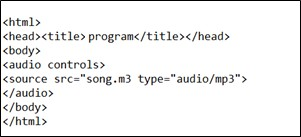 <html>
<head><title>program</title></head>
<body>
<audio controls>
<source src="song.m3 type="audio/mp3">
</audio>
</body>
</html>